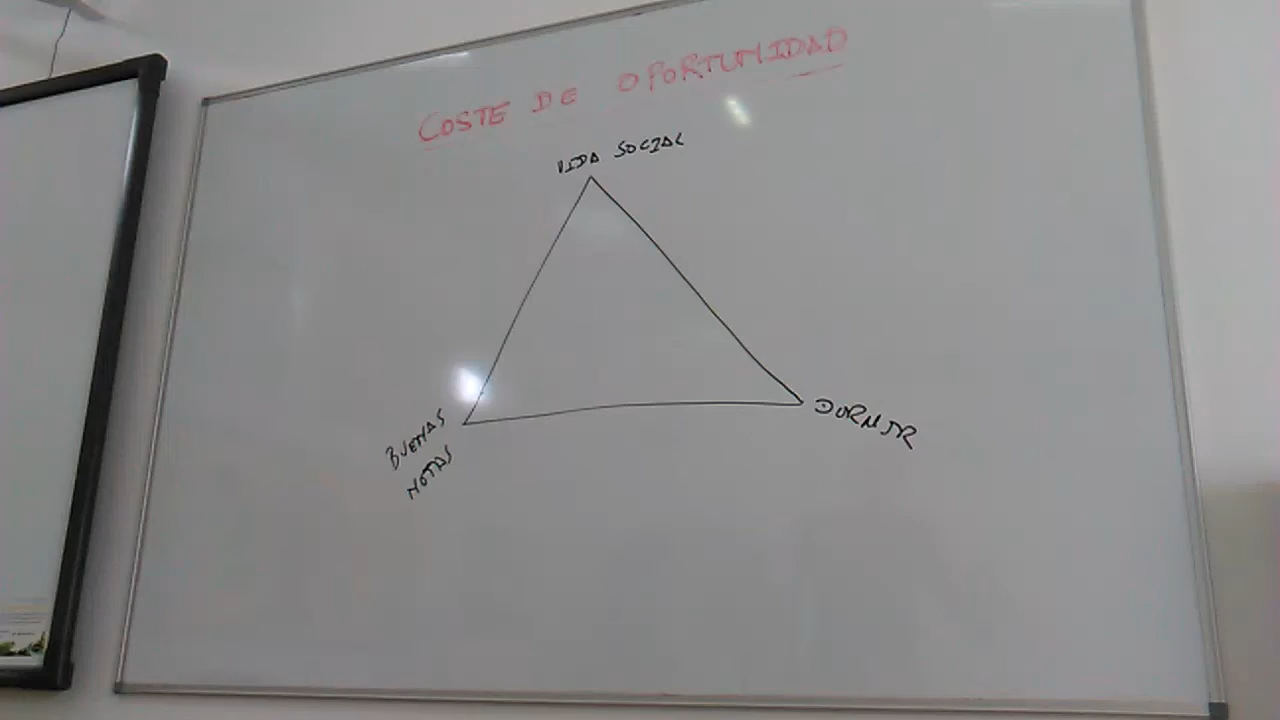 COSTE DE OPORTUNIDAD
VIDA SOCIAL
BUENAS
NOTAS
DORMIR